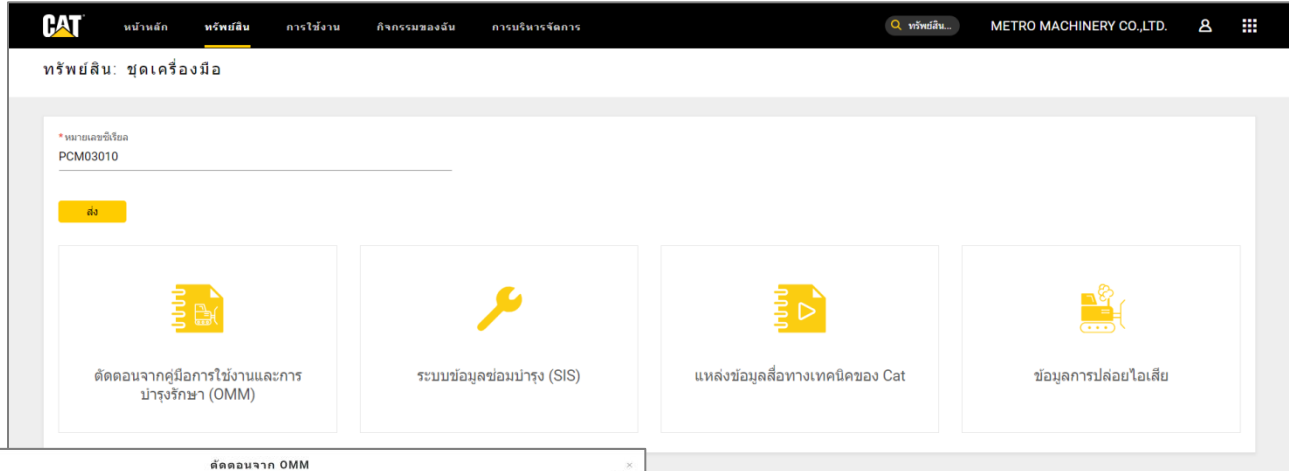 CAT
หน้าหลัก ทรัพย์สิน การใช้งาน กิจกรรมของฉัน การบริหารจัดการ ทรัพย์สิน... METRO MACHINERY CO.,LTD.
ทรัพย์สิน: ชุดเครื่องมือ
*หมายเลขซีเรียล
PCM03010
ส่ง
ตัดตอนจากคู่มือการใช้งานและการ
บำรุงรักษา (OMM)
ระบบข้อมูลซ่อมบำรุง (SIS)
แหล่งข้อมูลสื่อทางเทคนิคของ Cat
ข้อมูลการปล่อยไอเสีย
ตัดตอนจาก OMM ×